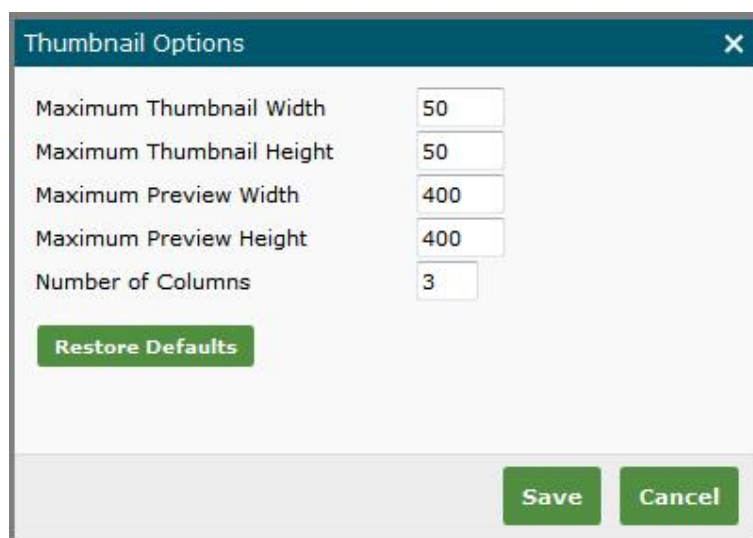 Thumbnail Options
Maximum Thumbnail Width 50
Maximum Thumbnail Height 50
Maximum Preview Width 400
Maximum Preview Height 400
Number of Columns 3
Restore Defaults
Save Cancel